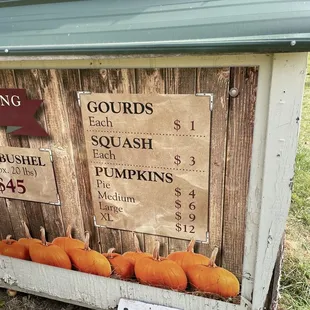 NG
BUSHEL
ox. 20 lbs)
$45
GOURDS
Each $ 1
SQUASH
Each $ 3
PUMPKINS
Pie $ 4
Medium $ 6
Large $ 9
XL $12